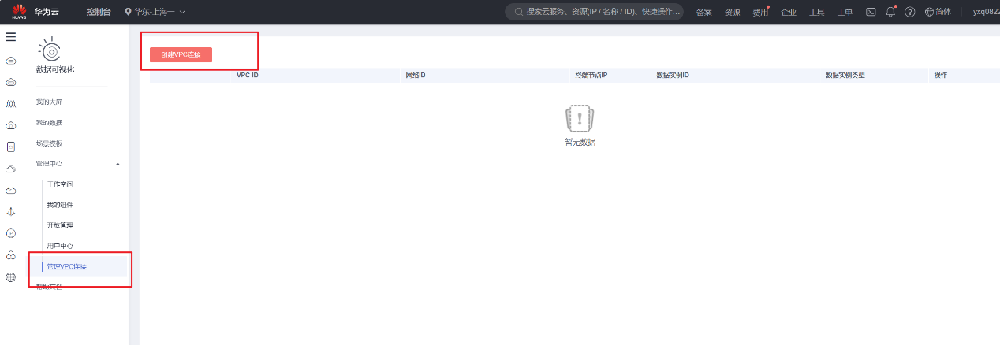 HUAWEI 华为云 控制台 华东-上海一 搜索云服务、资源(IP / 名称 / ID)、快捷操作… 备案 资源 费用 企业 工具 工单 简体 yxq0822
数据可视化
我的大屏
我的数据
场景模板
管理中心
工作空间
我的组件
开放管理
用户中心
管理VPC连接
帮助文档
创建VPC连接
VPC ID 网络ID 终端节点IP 数据实例ID 数据实例类型 操作
暂无数据